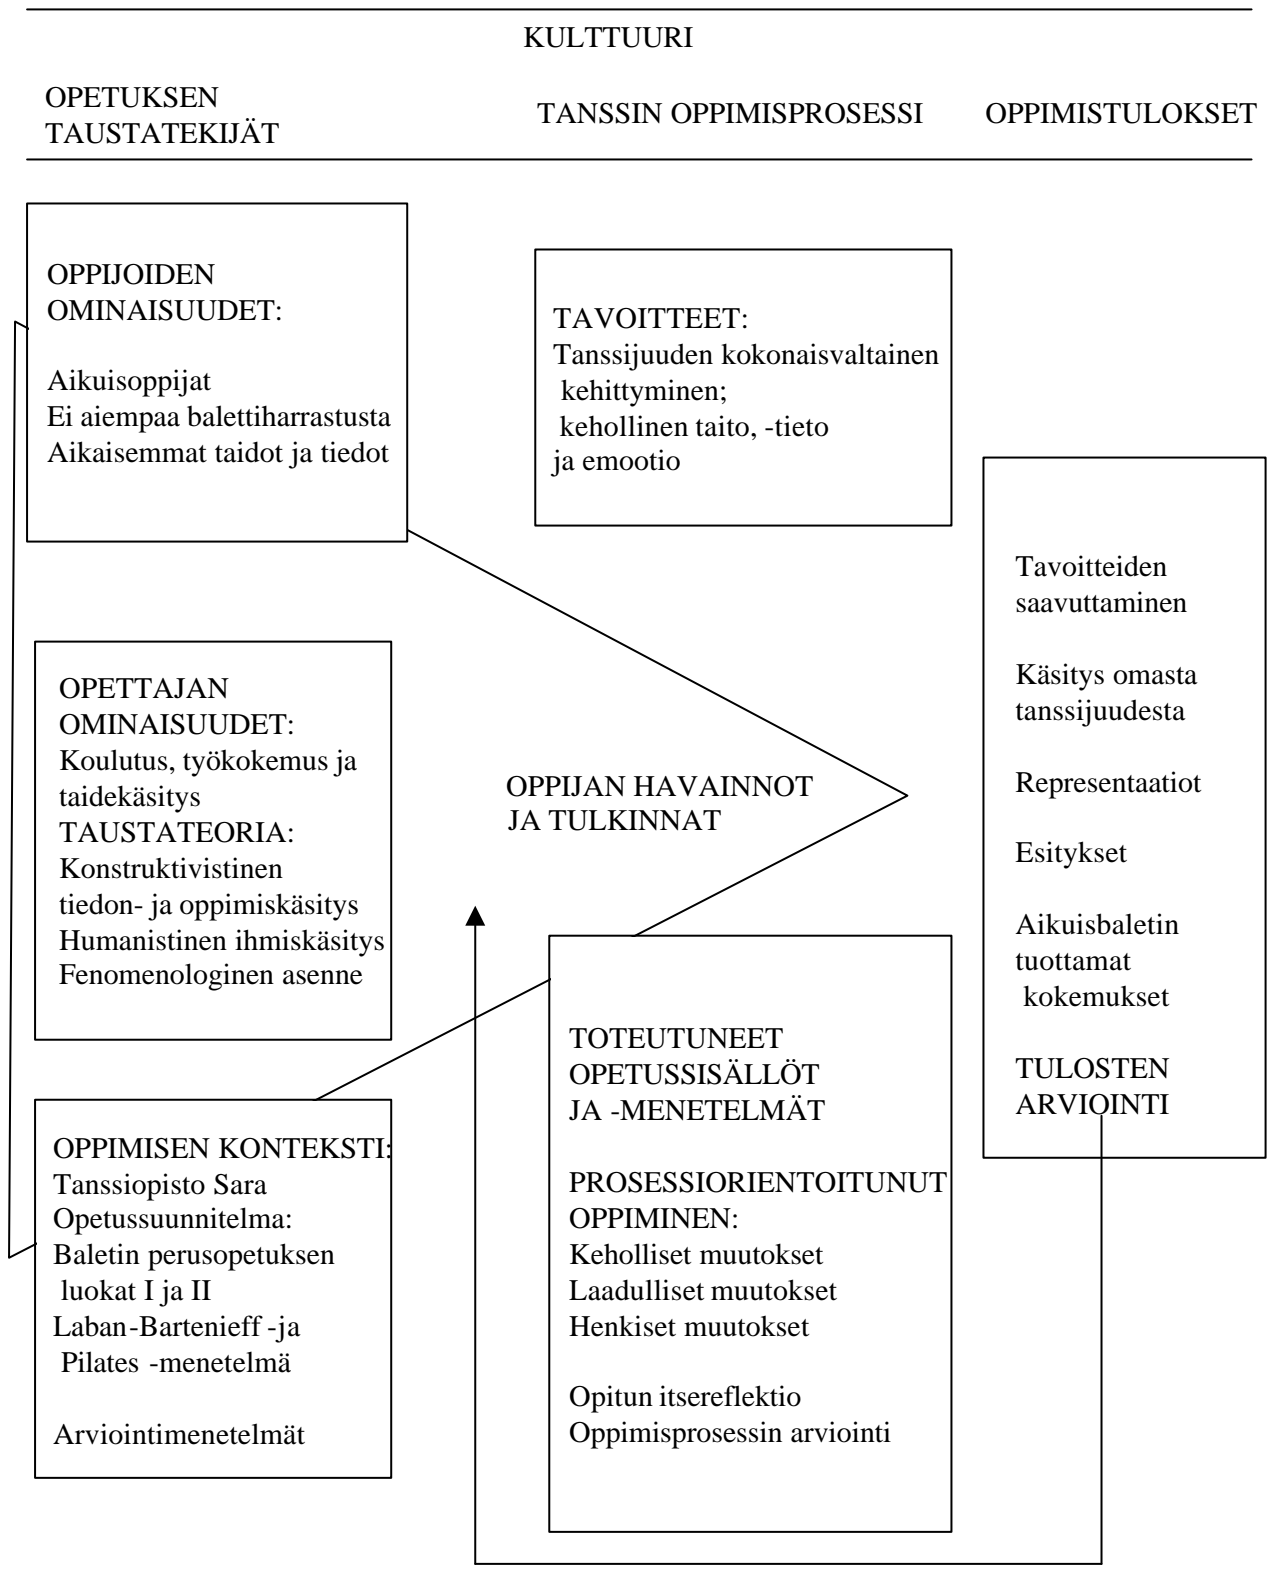 KULTTUURI
OPETUKSEN
TAUSTATEKIJÄT
TANSSIN OPPIMISPROSESSI
OPPIMISTULOKSET
OPPIJOIDEN
OMINAISUUDET:
Aikuisoppijat
Ei aiempaa balettiharrastusta
Aikaisemmat taidot ja tiedot
OPETTAJAN
OMINAISUUDET:
Koulutus, työkokemus ja
taidekäsitys
TAUSTATEORIA:
Konstruktivistinen
tiedon- ja oppimiskäsitys
Humanistinen ihmiskäsitys
Fenomenologinen asenne
OPPIMISEN KONTEKSTI:
Tanssiopisto Sara
Opetussuunnitelma:
Baletin perusopetuksen
luokat I ja II
Laban-Bartenieff -ja
Pilates -menetelmä
Arviointimenetelmät
TAVOITTEET:
Tanssijuuden kokonaisvaltainen
kehittyminen;
kehollinen taito, -tieto
ja emootio
OPPIJAN HAVAINNOT
JA TULKINNAT
TOTEUTUNEET
OPETUSSISÄLLÖT
JA -MENETELMÄT
PROSESSIORIENTOITUNUT
OPPIMINEN:
Keholliset muutokset
Laadulliset muutokset
Henkiset muutokset
Opitun itsereflektio
Oppimisprosessin arviointi
Tavoitteiden
saavuttaminen
Käsitys omasta
tanssijuudesta
Representaatiot
Esitykset
Aikuisbaletin
tuottamat
kokemukset
TULOSTEN
ARVIOINTI